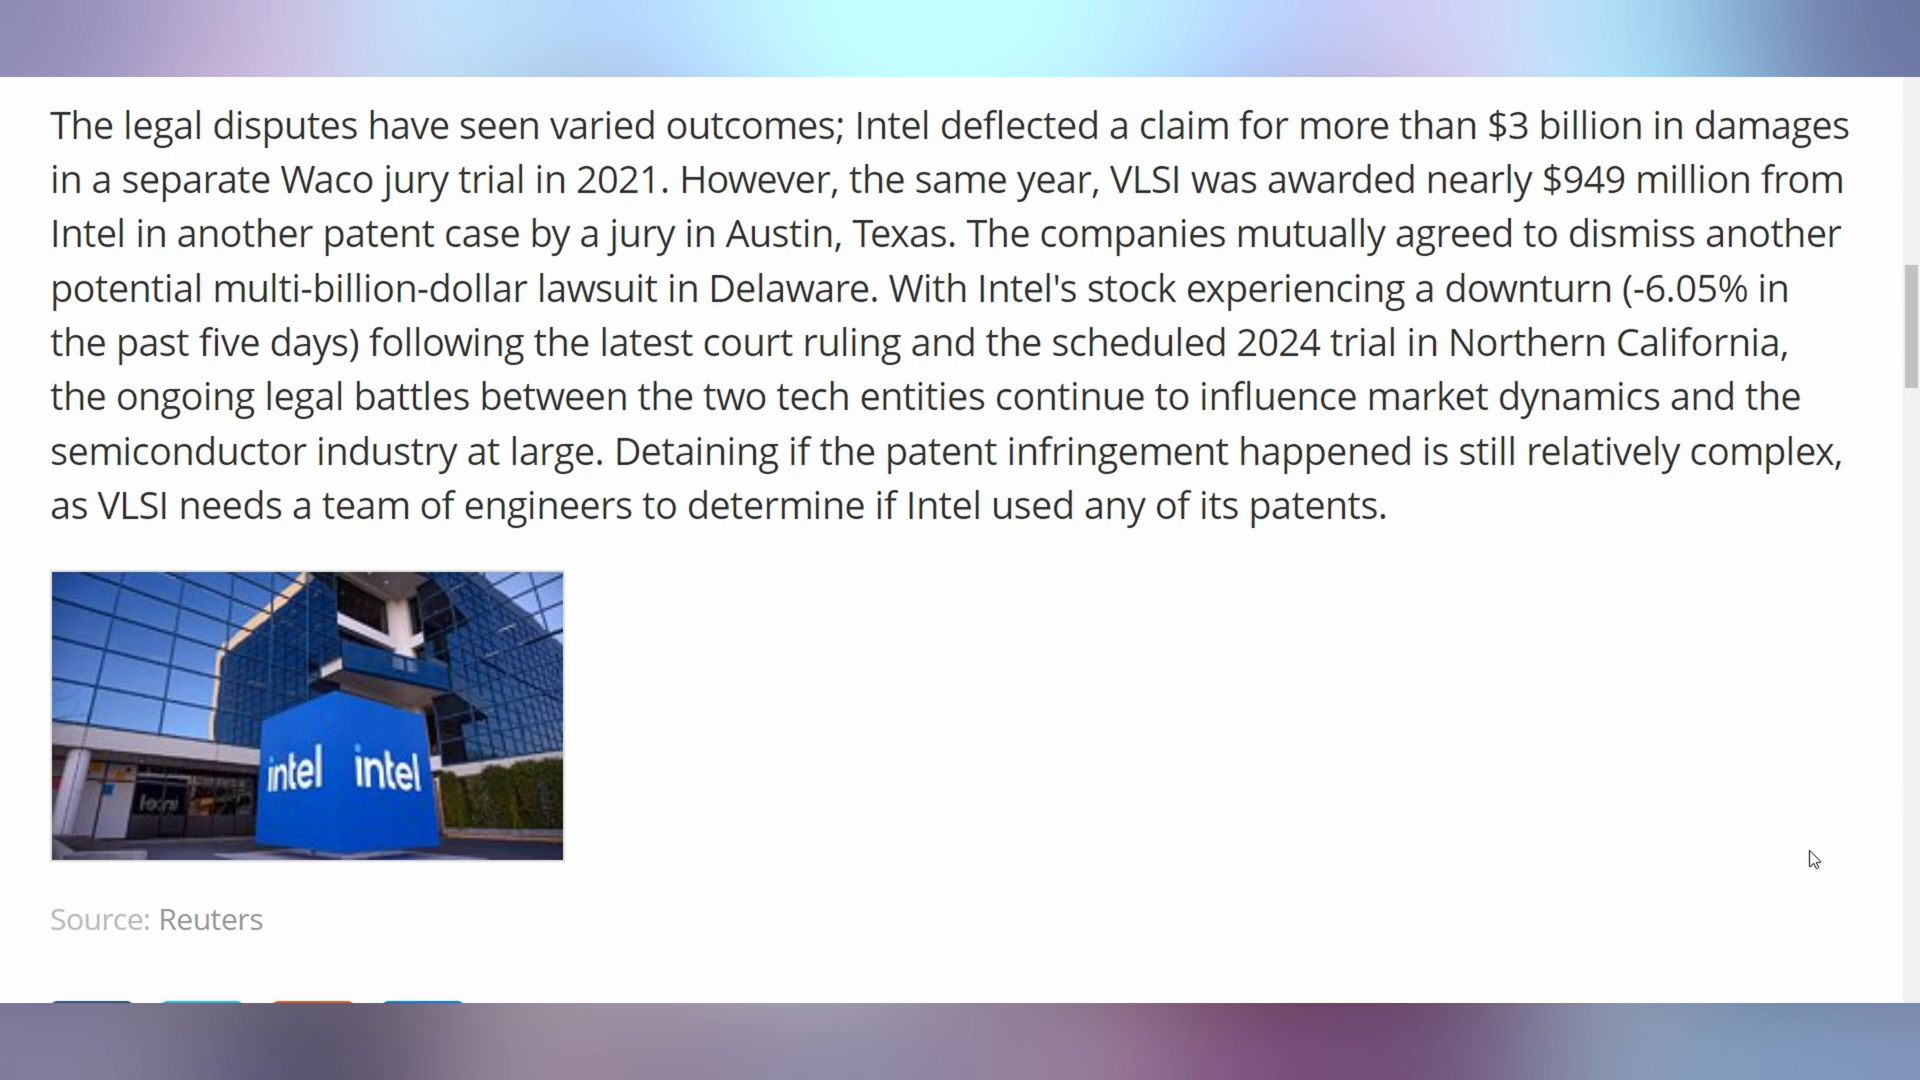 The legal disputes have seen varied outcomes; Intel deflected a claim for more than $3 billion in damages
in a separate Waco jury trial in 2021. However, the same year, VLSI was awarded nearly $949 million from
Intel in another patent case by a jury in Austin, Texas. The companies mutually agreed to dismiss another
potential multi-billion-dollar lawsuit in Delaware. With Intel's stock experiencing a downturn (-6.05% in
the past five days) following the latest court ruling and the scheduled 2024 trial in Northern California,
the ongoing legal battles between the two tech entities continue to influence market dynamics and the
semiconductor industry at large. Detaining if the patent infringement happened is still relatively complex,
as VLSI needs a team of engineers to determine if Intel used any of its patents.
intel intel
intel
Source: Reuters